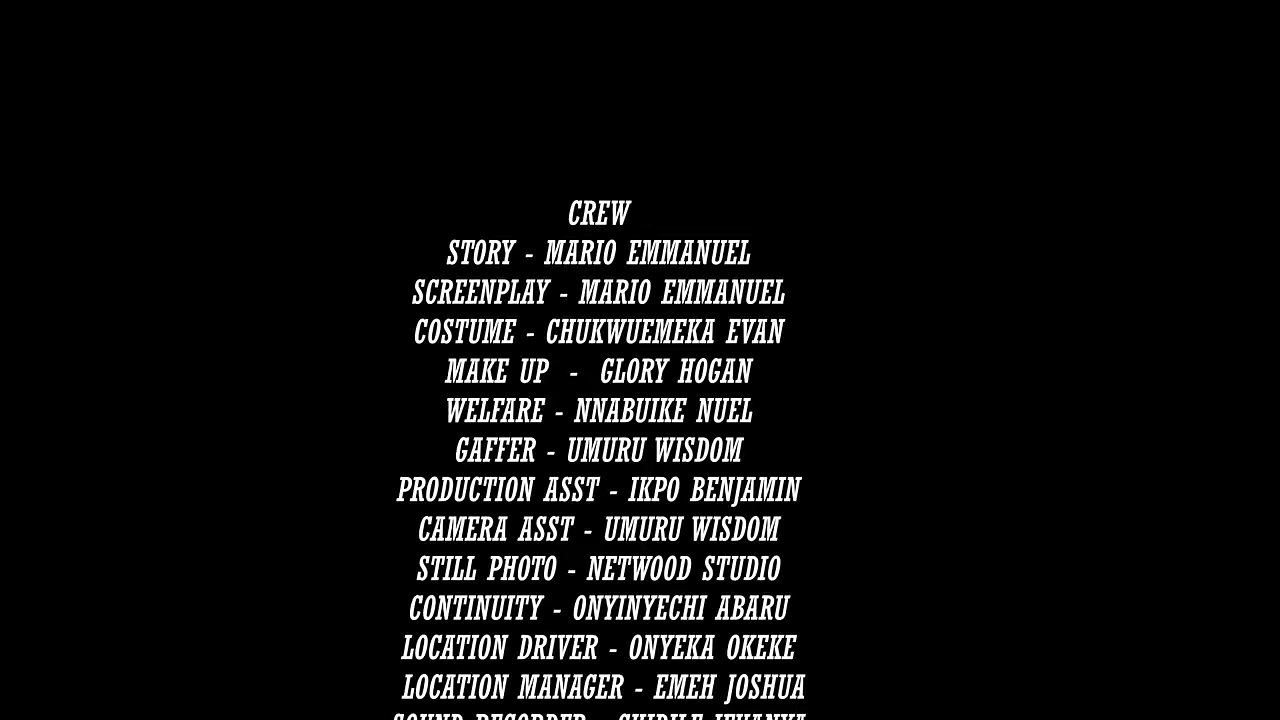 CREW
STORY - MARIO EMMANUEL
SCREENPLAY - MARIO EMMANUEL
COSTUME - CHUKWUEMEKA EVAN
MAKE UP - GLORY HOGAN
WELFARE - NNABUIKE NUEL
GAFFER - UMURU WISDOM
PRODUCTION ASST - IKPO BENJAMIN
CAMERA ASST - UMURU WISDOM
STILL PHOTO - NETWOOD STUDIO
CONTINUITY - ONYINYECHI ABARU
LOCATION DRIVER - ONYEKA OKEKE
LOCATION MANAGER - EMEH JOSHUA
SOUND RECORDER -